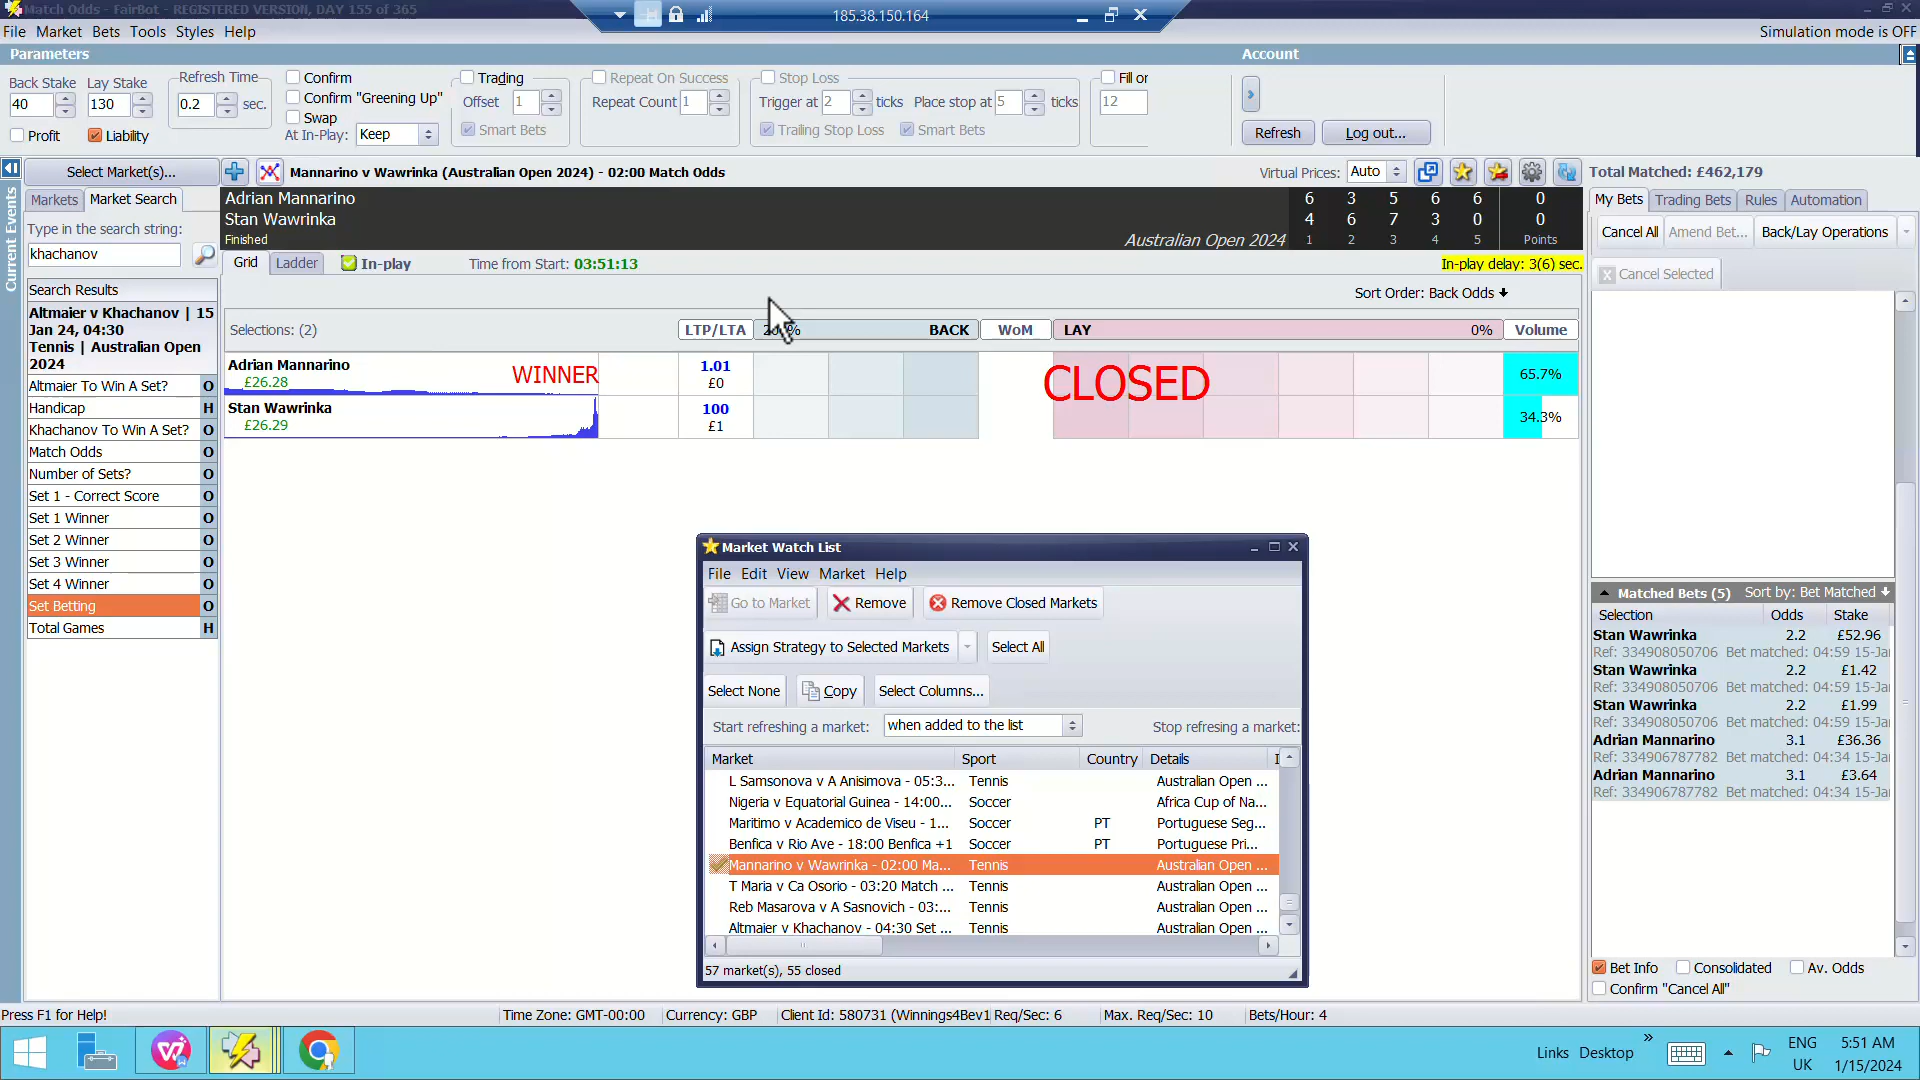 Match Odds - FairBot - REGISTERED VERSION, DAY 155 of 365
185.38.150.164
File Market Bets Tools Styles Help
Simulation mode is OFF
Parameters
Account
Back Stake
Lay Stake
Refresh Time
Confirm
Trading
Repeat On Success
Stop Loss
Fill or
40
130
0.2 sec.
Confirm "Greening Up"
Offset 1
Repeat Count 1
Trigger at 2 ticks Place stop at 5 ticks
12
Swap
Profit
Liability
At In-Play: Keep
Smart Bets
Trailing Stop Loss
Smart Bets
Refresh
Log out...
Select Market(s)...
Mannarino v Wawrinka (Australian Open 2024) - 02:00 Match Odds
Virtual Prices: Auto
Total Matched: £462,179
Current Events
Markets
Market Search
Type in the search string:
khachanov
Search Results
Altmaier v Khachanov | 15
Jan 24, 04:30
Tennis | Australian Open
2024
Altmaier To Win A Set? O
Handicap H
Khachanov To Win A Set? O
Match Odds O
Number of Sets? O
Set 1 - Correct Score O
Set 1 Winner O
Set 2 Winner O
Set 3 Winner O
Set 4 Winner O
Set Betting O
Total Games H
Adrian Mannarino 6 3 5 6 6 0
Stan Wawrinka 4 6 7 3 0 0
Finished Australian Open 2024 1 2 3 4 5 Points
Grid
Ladder
In-play
Time from Start: 03:51:13
In-play delay: 3(6) sec.
Sort Order: Back Odds
Selections: (2) LTP/LTA BACK WoM LAY 0% Volume
Adrian Mannarino WINNER 1.01 CLOSED 65.7%
£26.28 £0
Stan Wawrinka 100 34.3%
£26.29 £1
Market Watch List
File Edit View Market Help
Go to Market
Remove
Remove Closed Markets
Assign Strategy to Selected Markets
Select All
Select None
Copy
Select Columns...
Start refreshing a market: when added to the list Stop refresing a market:
Market Sport Country Details
L Samsonova v A Anisimova - 05:3... Tennis Australian Open ...
Nigeria v Equatorial Guinea - 14:00... Soccer Africa Cup of Na...
Maritimo v Academico de Viseu - 1... Soccer PT Portuguese Seg...
Benfica v Rio Ave - 18:00 Benfica +1 Soccer PT Portuguese Pri...
Mannarino v Wawrinka - 02:00 Ma... Tennis Australian Open ...
T Maria v Ca Osorio - 03:20 Match ... Tennis Australian Open ...
Reb Masarova v A Sasnovich - 03:... Tennis Australian Open ...
Altmaier v Khachanov - 04:30 Set ... Tennis Australian Open ...
57 market(s), 55 closed
My Bets
Trading Bets
Rules
Automation
Cancel All
Amend Bet...
Back/Lay Operations
Cancel Selected
Matched Bets (5) Sort by: Bet Matched
Selection Odds Stake
Stan Wawrinka 2.2 £52.96
Ref: 334908050706 Bet matched: 04:59 15-Jan
Stan Wawrinka 2.2 £1.42
Ref: 334908050706 Bet matched: 04:59 15-Jan
Stan Wawrinka 2.2 £1.99
Ref: 334908050706 Bet matched: 04:59 15-Jan
Adrian Mannarino 3.1 £36.36
Ref: 334906787782 Bet matched: 04:34 15-Jan
Adrian Mannarino 3.1 £3.64
Ref: 334906787782 Bet matched: 04:34 15-Jan
Bet Info
Consolidated
Av. Odds
Confirm "Cancel All"
Press F1 for Help!
Time Zone: GMT-00:00
Currency: GBP
Client Id: 580731 (Winnings4Bev1
Req/Sec: 6
Max. Req/Sec: 10
Bets/Hour: 4
Links Desktop
ENG
UK
5:51 AM
1/15/2024